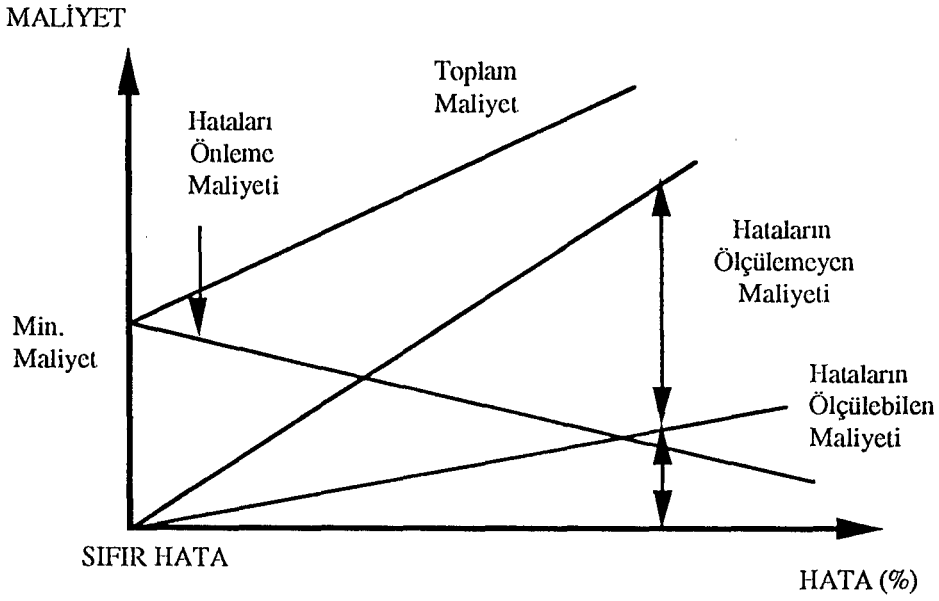 MALİYET
Toplam
Maliyet
Hataları
Önleme
Maliyeti
Hataların
Ölçülemeyen
Maliyeti
Min.
Maliyet
Hataların
Ölçülebilen
Maliyeti
SIFIR HATA
HATA (%)